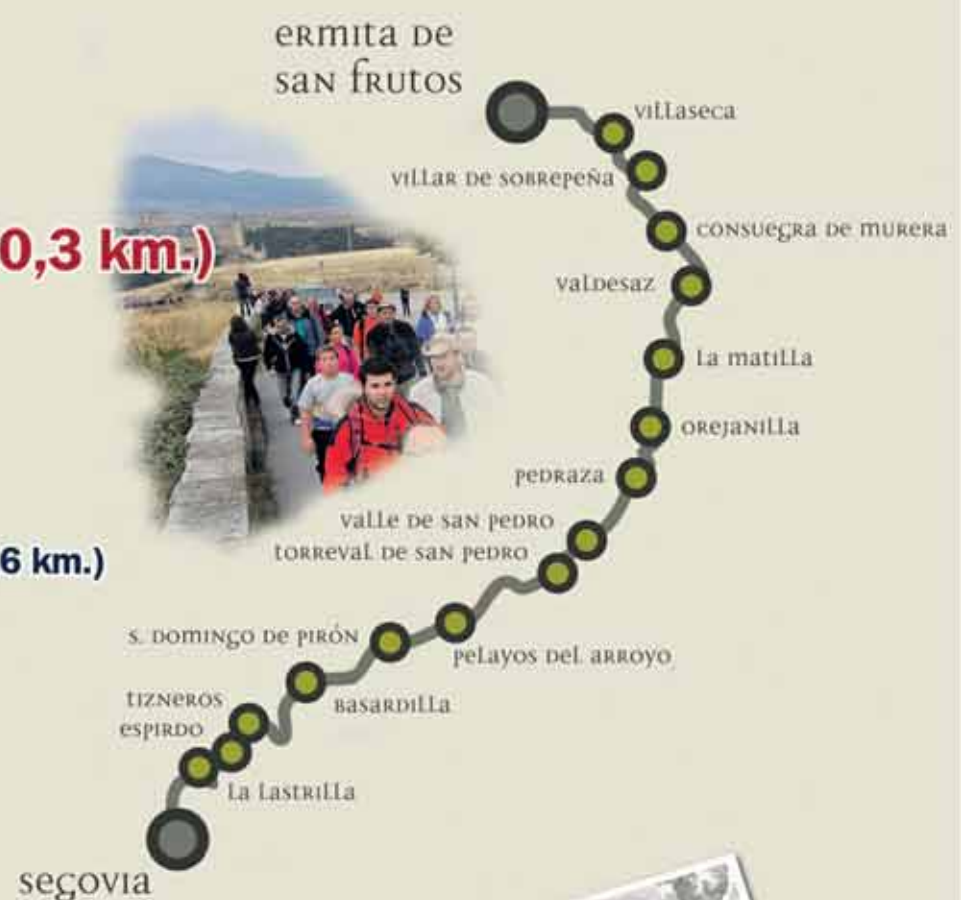 ermita de
san frutos
villaseca
villar de sobrepeña
consuegra de murera
valdesaz
0,3 km.)
la matilla
orejanilla
pedraza
valle de san pedro
torreval de san pedro
6 km.)
s. domingo de pirón
pelayos del arroyo
tizneros
basardilla
espirdo
la lastrilla
segovia